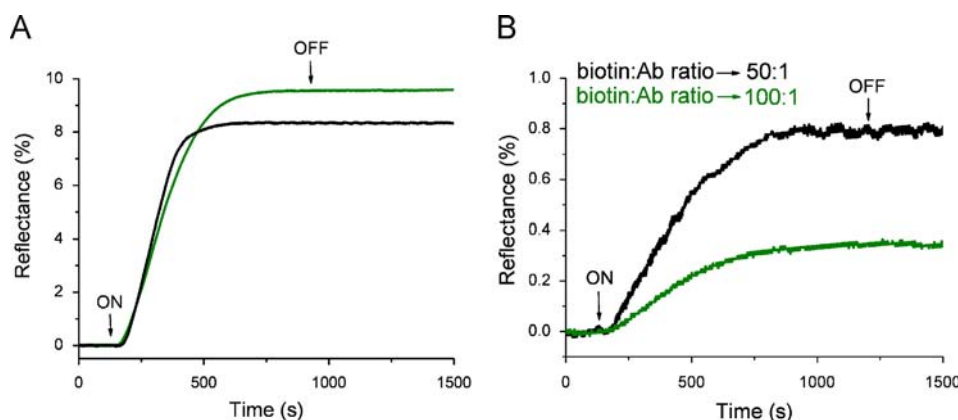 A
OFF
ON
Reflectance (%)
10
8
6
4
2
0
0
500
1000
1500
Time (s)
B
biotin:Ab ratio → 50:1
biotin:Ab ratio → 100:1
OFF
ON
Reflectance (%)
1.0
0.8
0.6
0.4
0.2
0.0
0
500
1000
1500
Time (s)